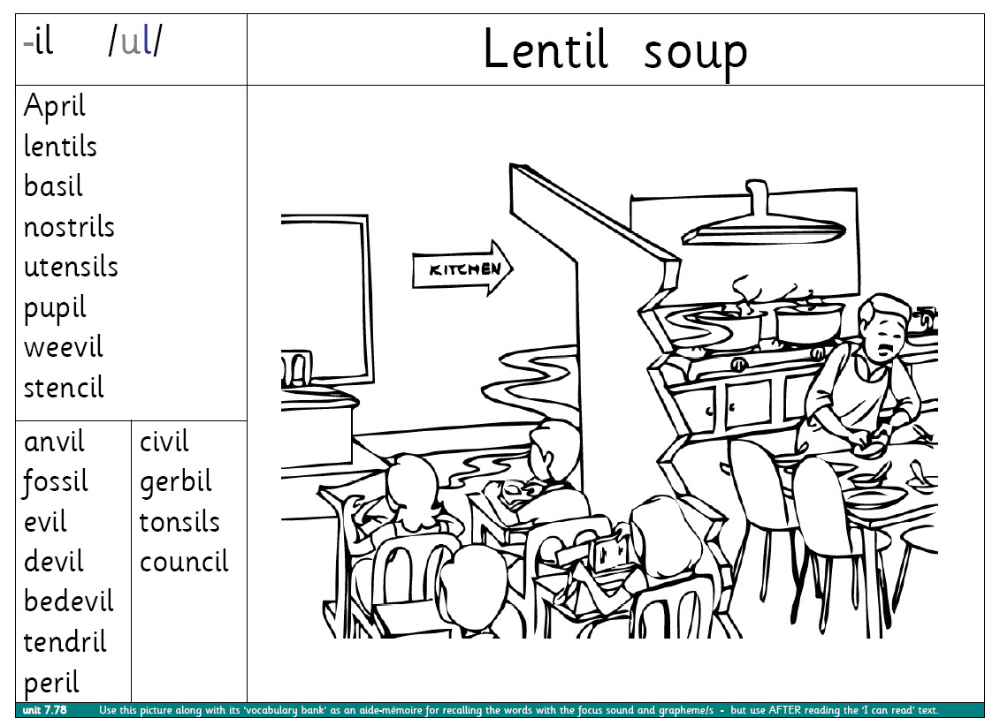 -il /ul/
Lentil soup
April
lentils
basil
nostrils
utensils
pupil
weevil
stencil
anvil
fossil
evil
devil
bedevil
tendril
peril
civil
gerbil
tonsils
council
KITCHEN
unit 7.78 Use this picture along with its 'vocabulary bank' as an aide-mémoire for recalling the words with the focus sound and grapheme/s - but use AFTER reading the 'I can read' text.